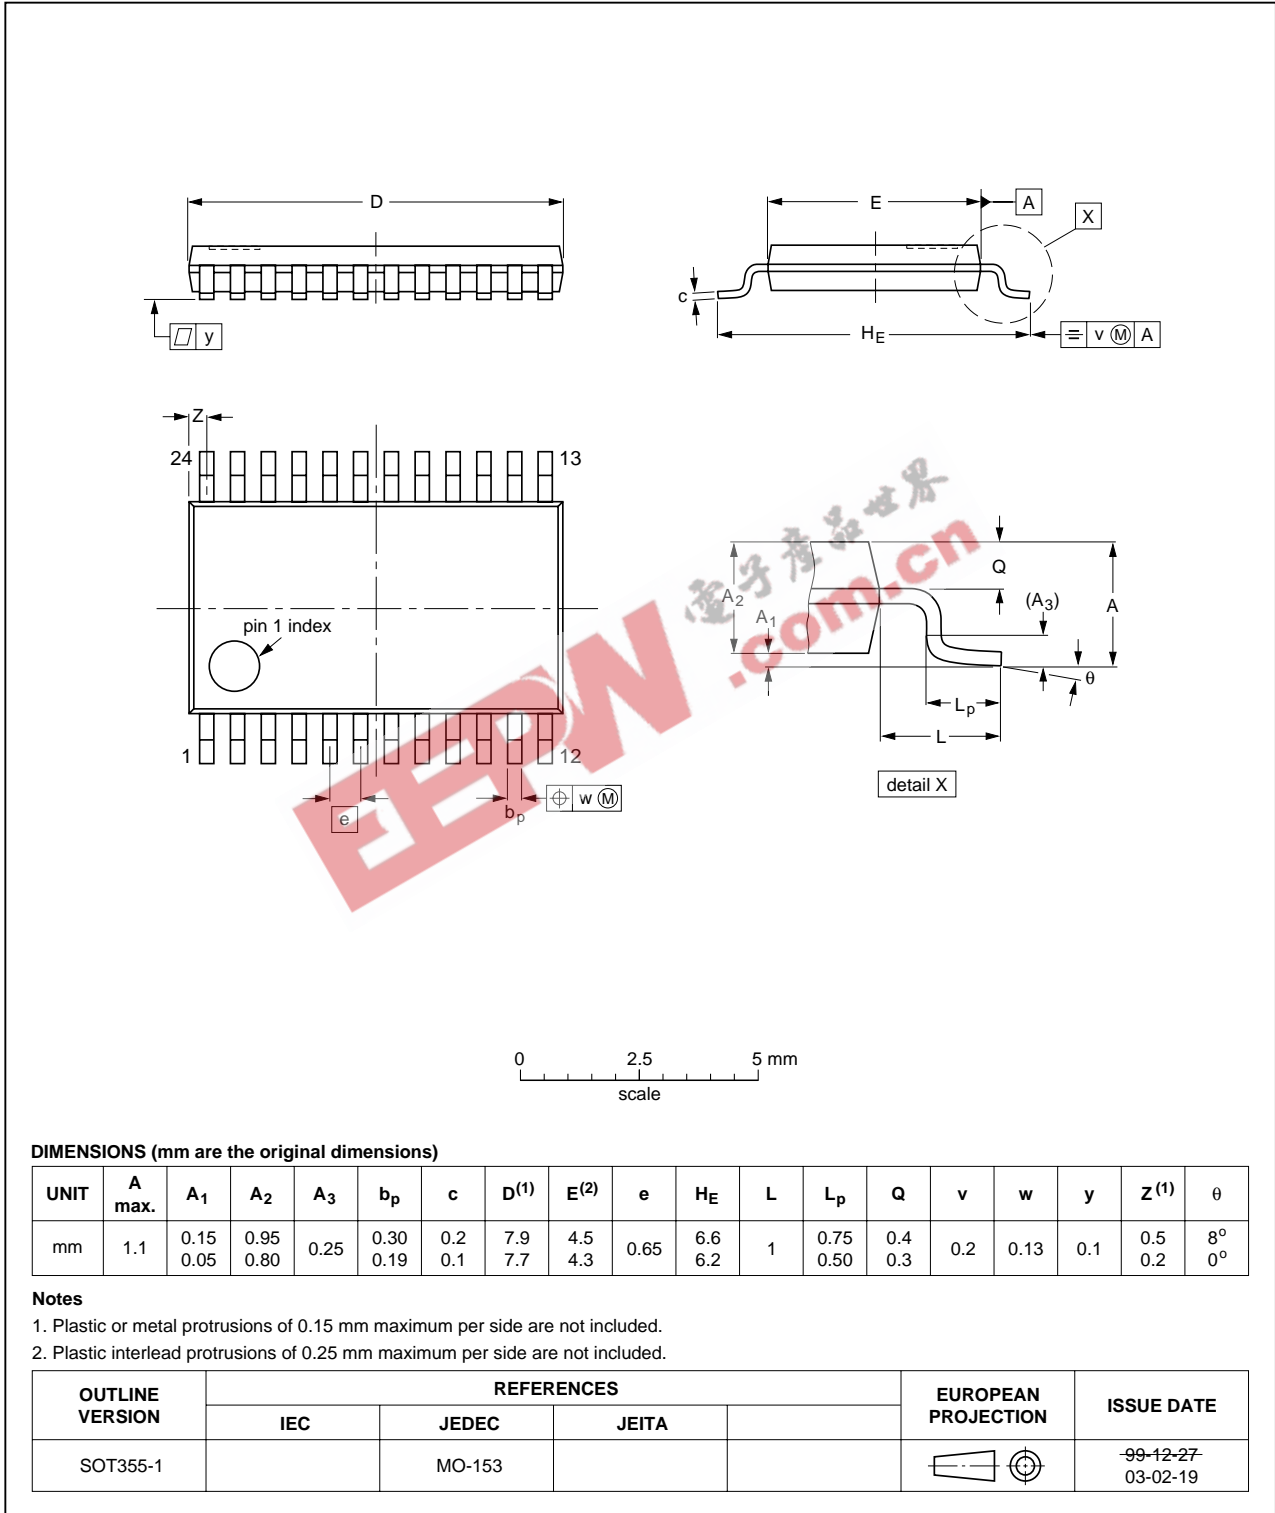 D
E
A
X
c
y
HE
v M A
Z
24
13
電子產品世界
.com.cn
Q
A2
(A3)
A
A1
pin 1 index
θ
Lp
L
1
12
detail X
e
bp
w M
EEPW
0 2.5 5 mm
scale
DIMENSIONS (mm are the original dimensions)
UNIT A max. A1 A2 A3 bp c D(1) E(2) e HE L Lp Q v w y Z(1) θ
mm 1.1 0.15 0.05 0.95 0.80 0.25 0.30 0.19 0.2 0.1 7.9 7.7 4.5 4.3 0.65 6.6 6.2 1 0.75 0.50 0.4 0.3 0.2 0.13 0.1 0.5 0.2 8° 0°
Notes
1. Plastic or metal protrusions of 0.15 mm maximum per side are not included.
2. Plastic interlead protrusions of 0.25 mm maximum per side are not included.
OUTLINE VERSION REFERENCES EUROPEAN PROJECTION ISSUE DATE
IEC JEDEC JEITA
SOT355-1 MO-153 99-12-27
03-02-19